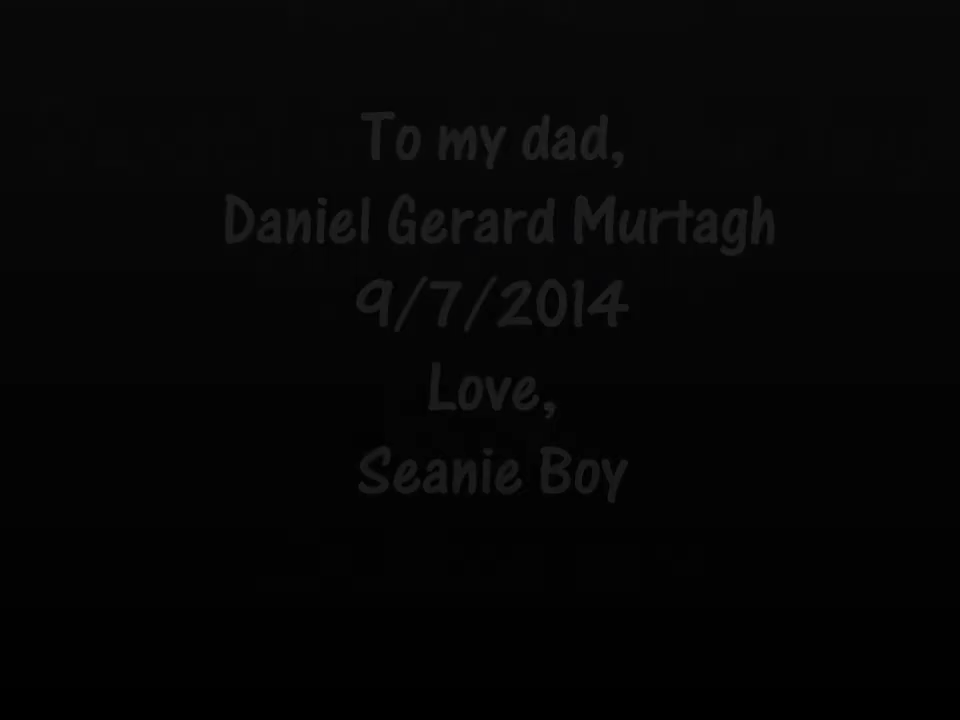 To my dad,
Daniel Gerard Murtagh
9/7/2014
Love,
Seanie Boy